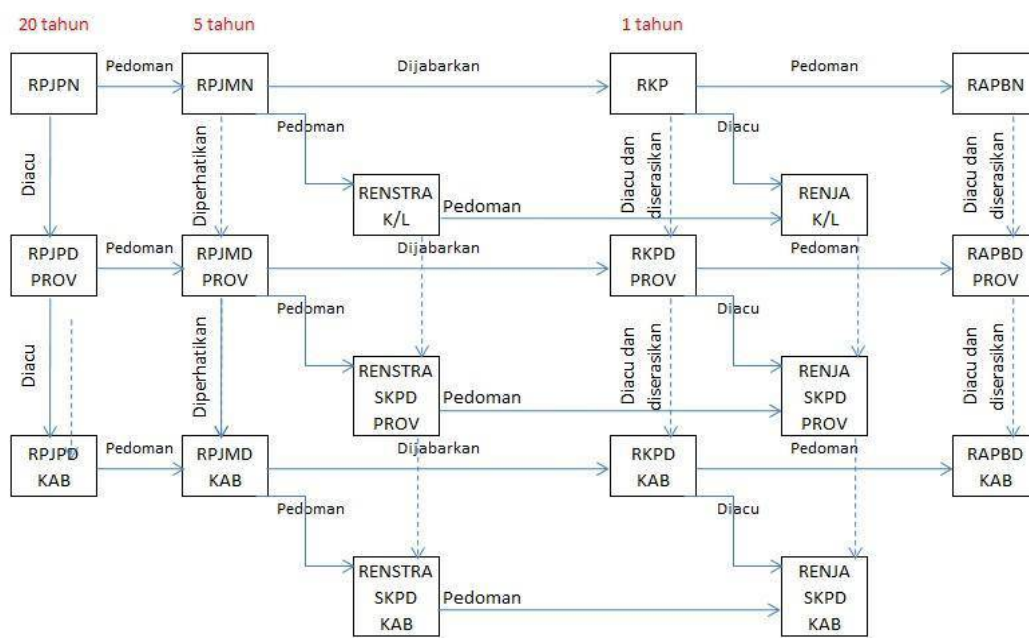 20 tahun
5 tahun
1 tahun
RPJPN
Pedoman
RPJMN
Dijabarkan
RKP
Pedoman
RAPBN
Diacu
Diperhatikan
Pedoman
RENSTRA
K/L
Pedoman
Diacu dan
diserasikan
Diacu
RENJA
K/L
Diacu dan
diserasikan
RPJPD
PROV
Pedoman
RPJMD
PROV
Dijabarkan
RKPD
PROV
Pedoman
RAPBD
PROV
Diacu
Diperhatikan
Pedoman
RENSTRA
SKPD
PROV
Pedoman
Diacu dan
diserasikan
Diacu
RENJA
SKPD
PROV
Diacu dan
diserasikan
RPJPD
KAB
Pedoman
RPJMD
KAB
Dijabarkan
RKPD
KAB
Pedoman
RAPBD
KAB
Pedoman
RENSTRA
SKPD
KAB
Pedoman
Diacu
RENJA
SKPD
KAB